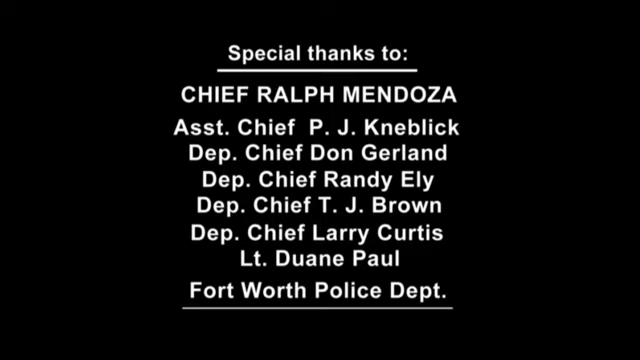 Special thanks to:
CHIEF RALPH MENDOZA
Asst. Chief P. J. Kneblick
Dep. Chief Don Gerland
Dep. Chief Randy Ely
Dep. Chief T. J. Brown
Dep. Chief Larry Curtis
Lt. Duane Paul
Fort Worth Police Dept.